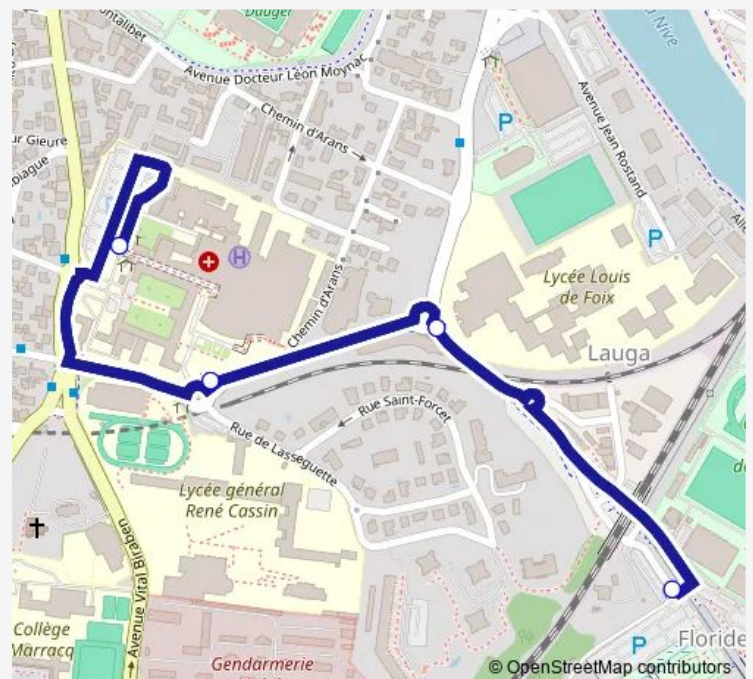 Dauger
Avenue Docteur Léon Moynac
Chemin d'Arans
P
Avenue Jean Rostand
P
H
Lycée Louis
de Foix
Chemin d'Arans
Lauga
Rue Saint-Forcet
Rue de Lasseguette
Lycée général
René Cassin
Avenue Vital Biraben
Collège
Marracq
Gendarmerie
P
Floride
© OpenStreetMap contributors